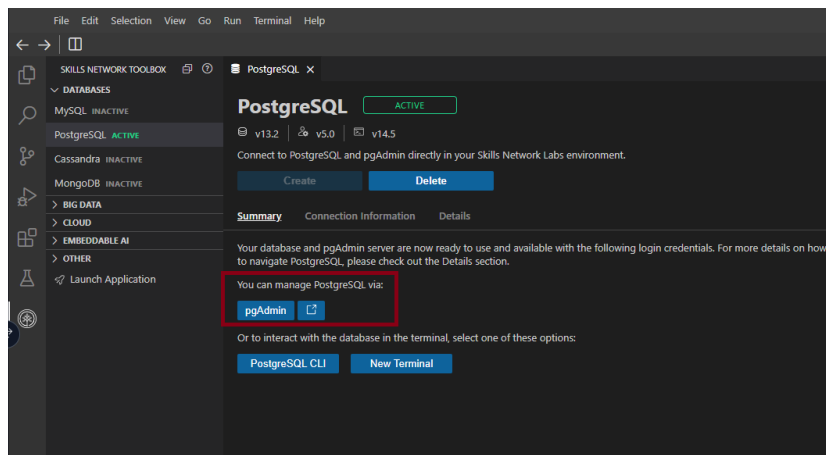 File Edit Selection View Go Run Terminal Help
SKILLS NETWORK TOOLBOX
DATABASES
MySQL INACTIVE
PostgreSQL ACTIVE
Cassandra INACTIVE
MongoDB INACTIVE
BIG DATA
CLOUD
EMBEDDABLE AI
OTHER
Launch Application
PostgreSQL
PostgreSQL ACTIVE
v13.2 v5.0 v14.5
Connect to PostgreSQL and pgAdmin directly in your Skills Network Labs environment.
Create Delete
Summary Connection Information Details
Your database and pgAdmin server are now ready to use and available with the following login credentials. For more details on how
to navigate PostgreSQL, please check out the Details section.
You can manage PostgreSQL via:
pgAdmin
Or to interact with the database in the terminal, select one of these options:
PostgreSQL CLI New Terminal